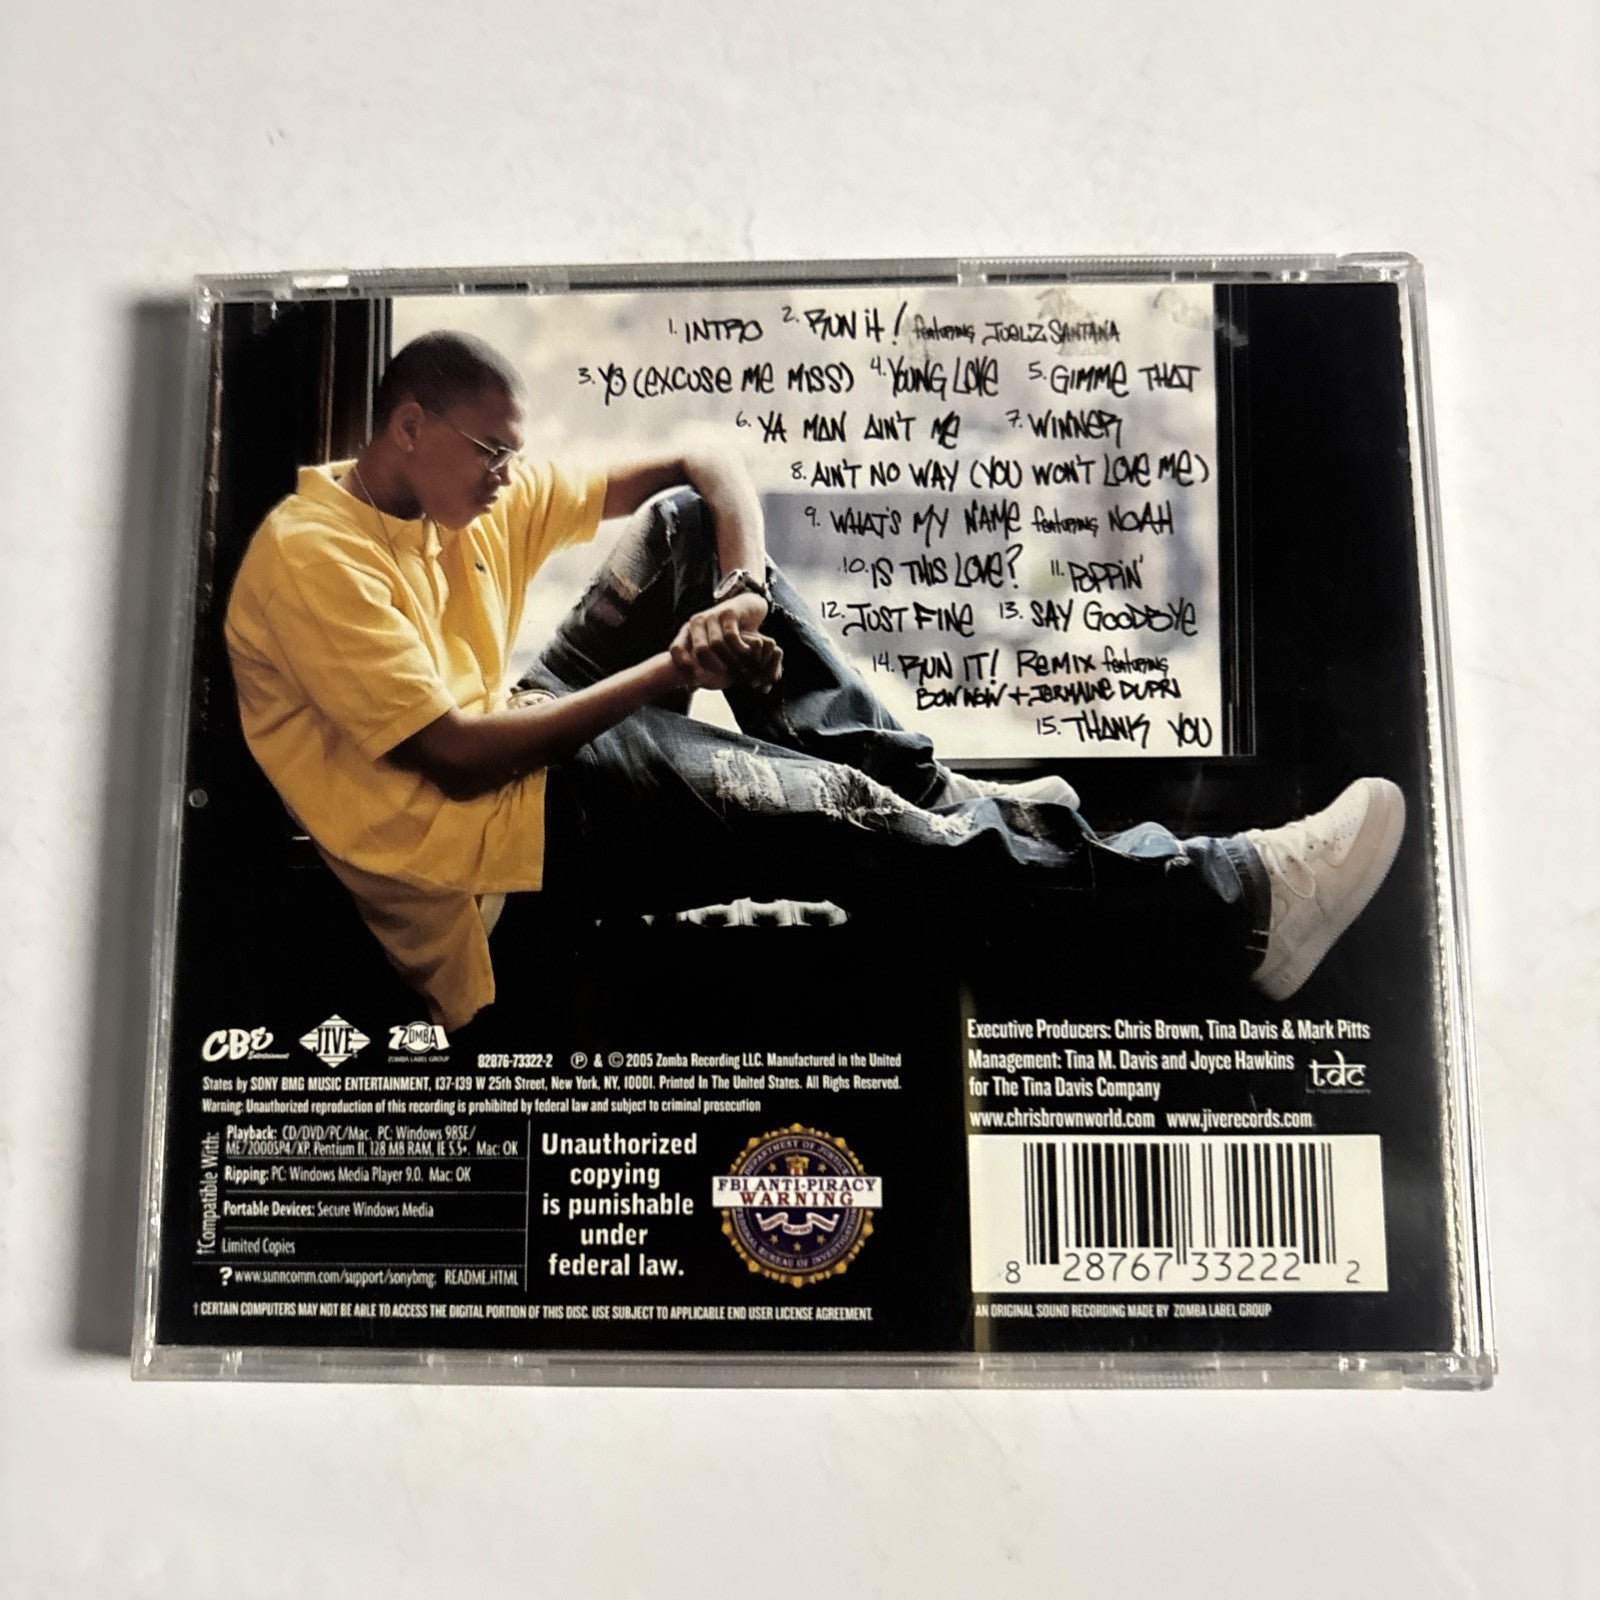 1. INTRO 2. RUN IT! featuring JUELZ SANTANA
3. YO (EXCUSE ME MISS) 4. YOUNG LOVE 5. GIMME THAT
6. YA MAN AIN'T ME 7. WINNER
8. AIN'T NO WAY (YOU WON'T LOVE ME)
9. WHAT'S MY NAME featuring NOAH
10. IS THIS LOVE? 11. POPPIN'
12. JUST FINE 13. SAY GOODBYE
14. RUN IT! REMIX featuring
BOW WOW + JERMAINE DUPRI
15. THANK YOU
CBE Entertainment JIVE ZOMBA ZOMBA LABEL GROUP 82876-73322-2 Ⓟ & © 2005 Zomba Recording LLC. Manufactured in the United
States by SONY BMG MUSIC ENTERTAINMENT, 137-139 W 25th Street, New York, NY, 10001. Printed In The United States. All Rights Reserved.
Warning: Unauthorized reproduction of this recording is prohibited by federal law and subject to criminal prosecution
Executive Producers: Chris Brown, Tina Davis & Mark Pitts
Management: Tina M. Davis and Joyce Hawkins
for The Tina Davis Company
tdc
www.chrisbrownworld.com www.jiverecords.com
†Compatible With:
Playback: CD/DVD/PC/Mac, PC: Windows 98SE/
ME/2000SP4/XP, Pentium II, 128 MB RAM, IE 5.5+, Mac: OK
Ripping: PC: Windows Media Player 9.0, Mac: OK
Portable Devices: Secure Windows Media
Limited Copies
? www.sunncomm.com/support/sonybmg; README.HTML
Unauthorized
copying
is punishable
under
federal law.
DEPARTMENT OF JUSTICE
FBI ANTI-PIRACY
WARNING
FEDERAL BUREAU OF INVESTIGATION
8 28767 33222 2
† CERTAIN COMPUTERS MAY NOT BE ABLE TO ACCESS THE DIGITAL PORTION OF THIS DISC. USE SUBJECT TO APPLICABLE END USER LICENSE AGREEMENT.
AN ORIGINAL SOUND RECORDING MADE BY ZOMBA LABEL GROUP